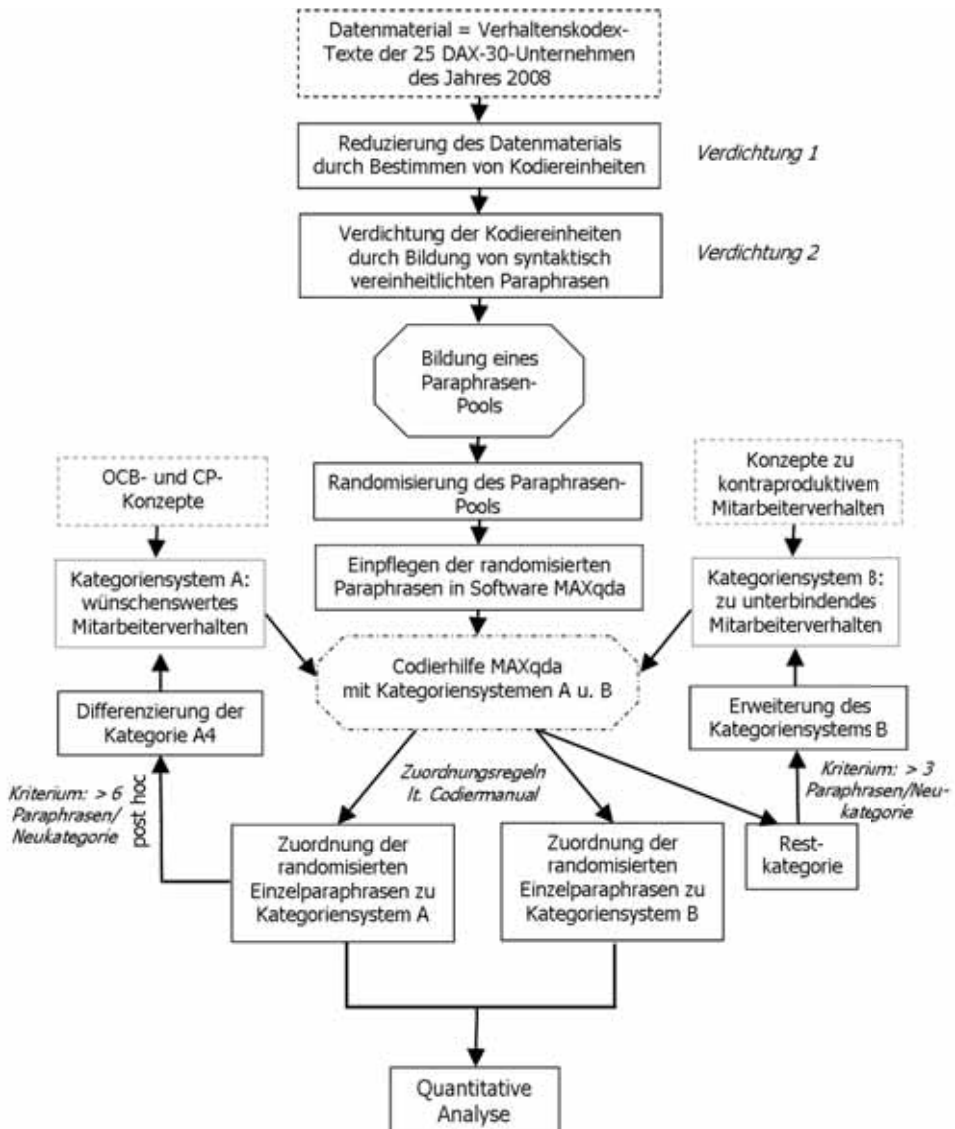 Datenmaterial = Verhaltenskodex-
Texte der 25 DAX-30-Unternehmen
des Jahres 2008
Reduzierung des Datenmaterials
durch Bestimmen von Kodiereinheiten
Verdichtung 1
Verdichtung der Kodiereinheiten
durch Bildung von syntaktisch
vereinheitlichten Paraphrasen
Verdichtung 2
Bildung eines
Paraphrasen-
Pools
OCB- und CP-
Konzepte
Randomisierung des Paraphrasen-
Pools
Konzepte zu
kontraproduktivem
Mitarbeiterverhalten
Kategoriensystem A:
wünschenswertes
Mitarbeiterverhalten
Einpflegen der randomisierten
Paraphrasen in Software MAXqda
Kategoriensystem B:
zu unterbindendes
Mitarbeiterverhalten
Codierhilfe MAXqda
mit Kategoriensystemen A u. B
Differenzierung der
Kategorie A4
Erweiterung des
Kategoriensystems B
Kriterium: > 6
Paraphrasen/
Neukategorie
post hoc
Zuordnungsregeln
lt. Codiermanual
Kriterium: > 3
Paraphrasen/Neu-
kategorie
Zuordnung der
randomisierten
Einzelparaphrasen zu
Kategoriensystem A
Zuordnung der
randomisierten
Einzelparaphrasen zu
Kategoriensystem B
Rest-
kategorie
Quantitative
Analyse